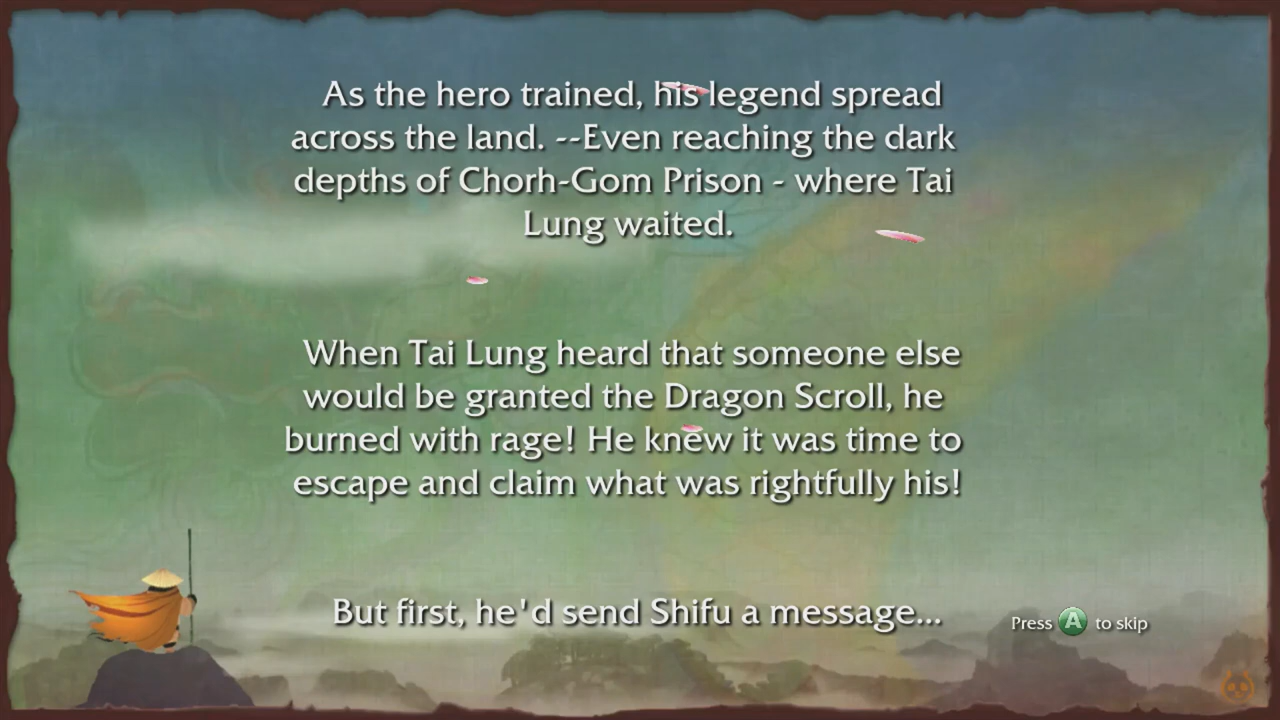 As the hero trained, his legend spread
across the land. --Even reaching the dark
depths of Chorh-Gom Prison - where Tai
Lung waited.
When Tai Lung heard that someone else
would be granted the Dragon Scroll, he
burned with rage! He knew it was time to
escape and claim what was rightfully his!
But first, he'd send Shifu a message...
Press A to skip